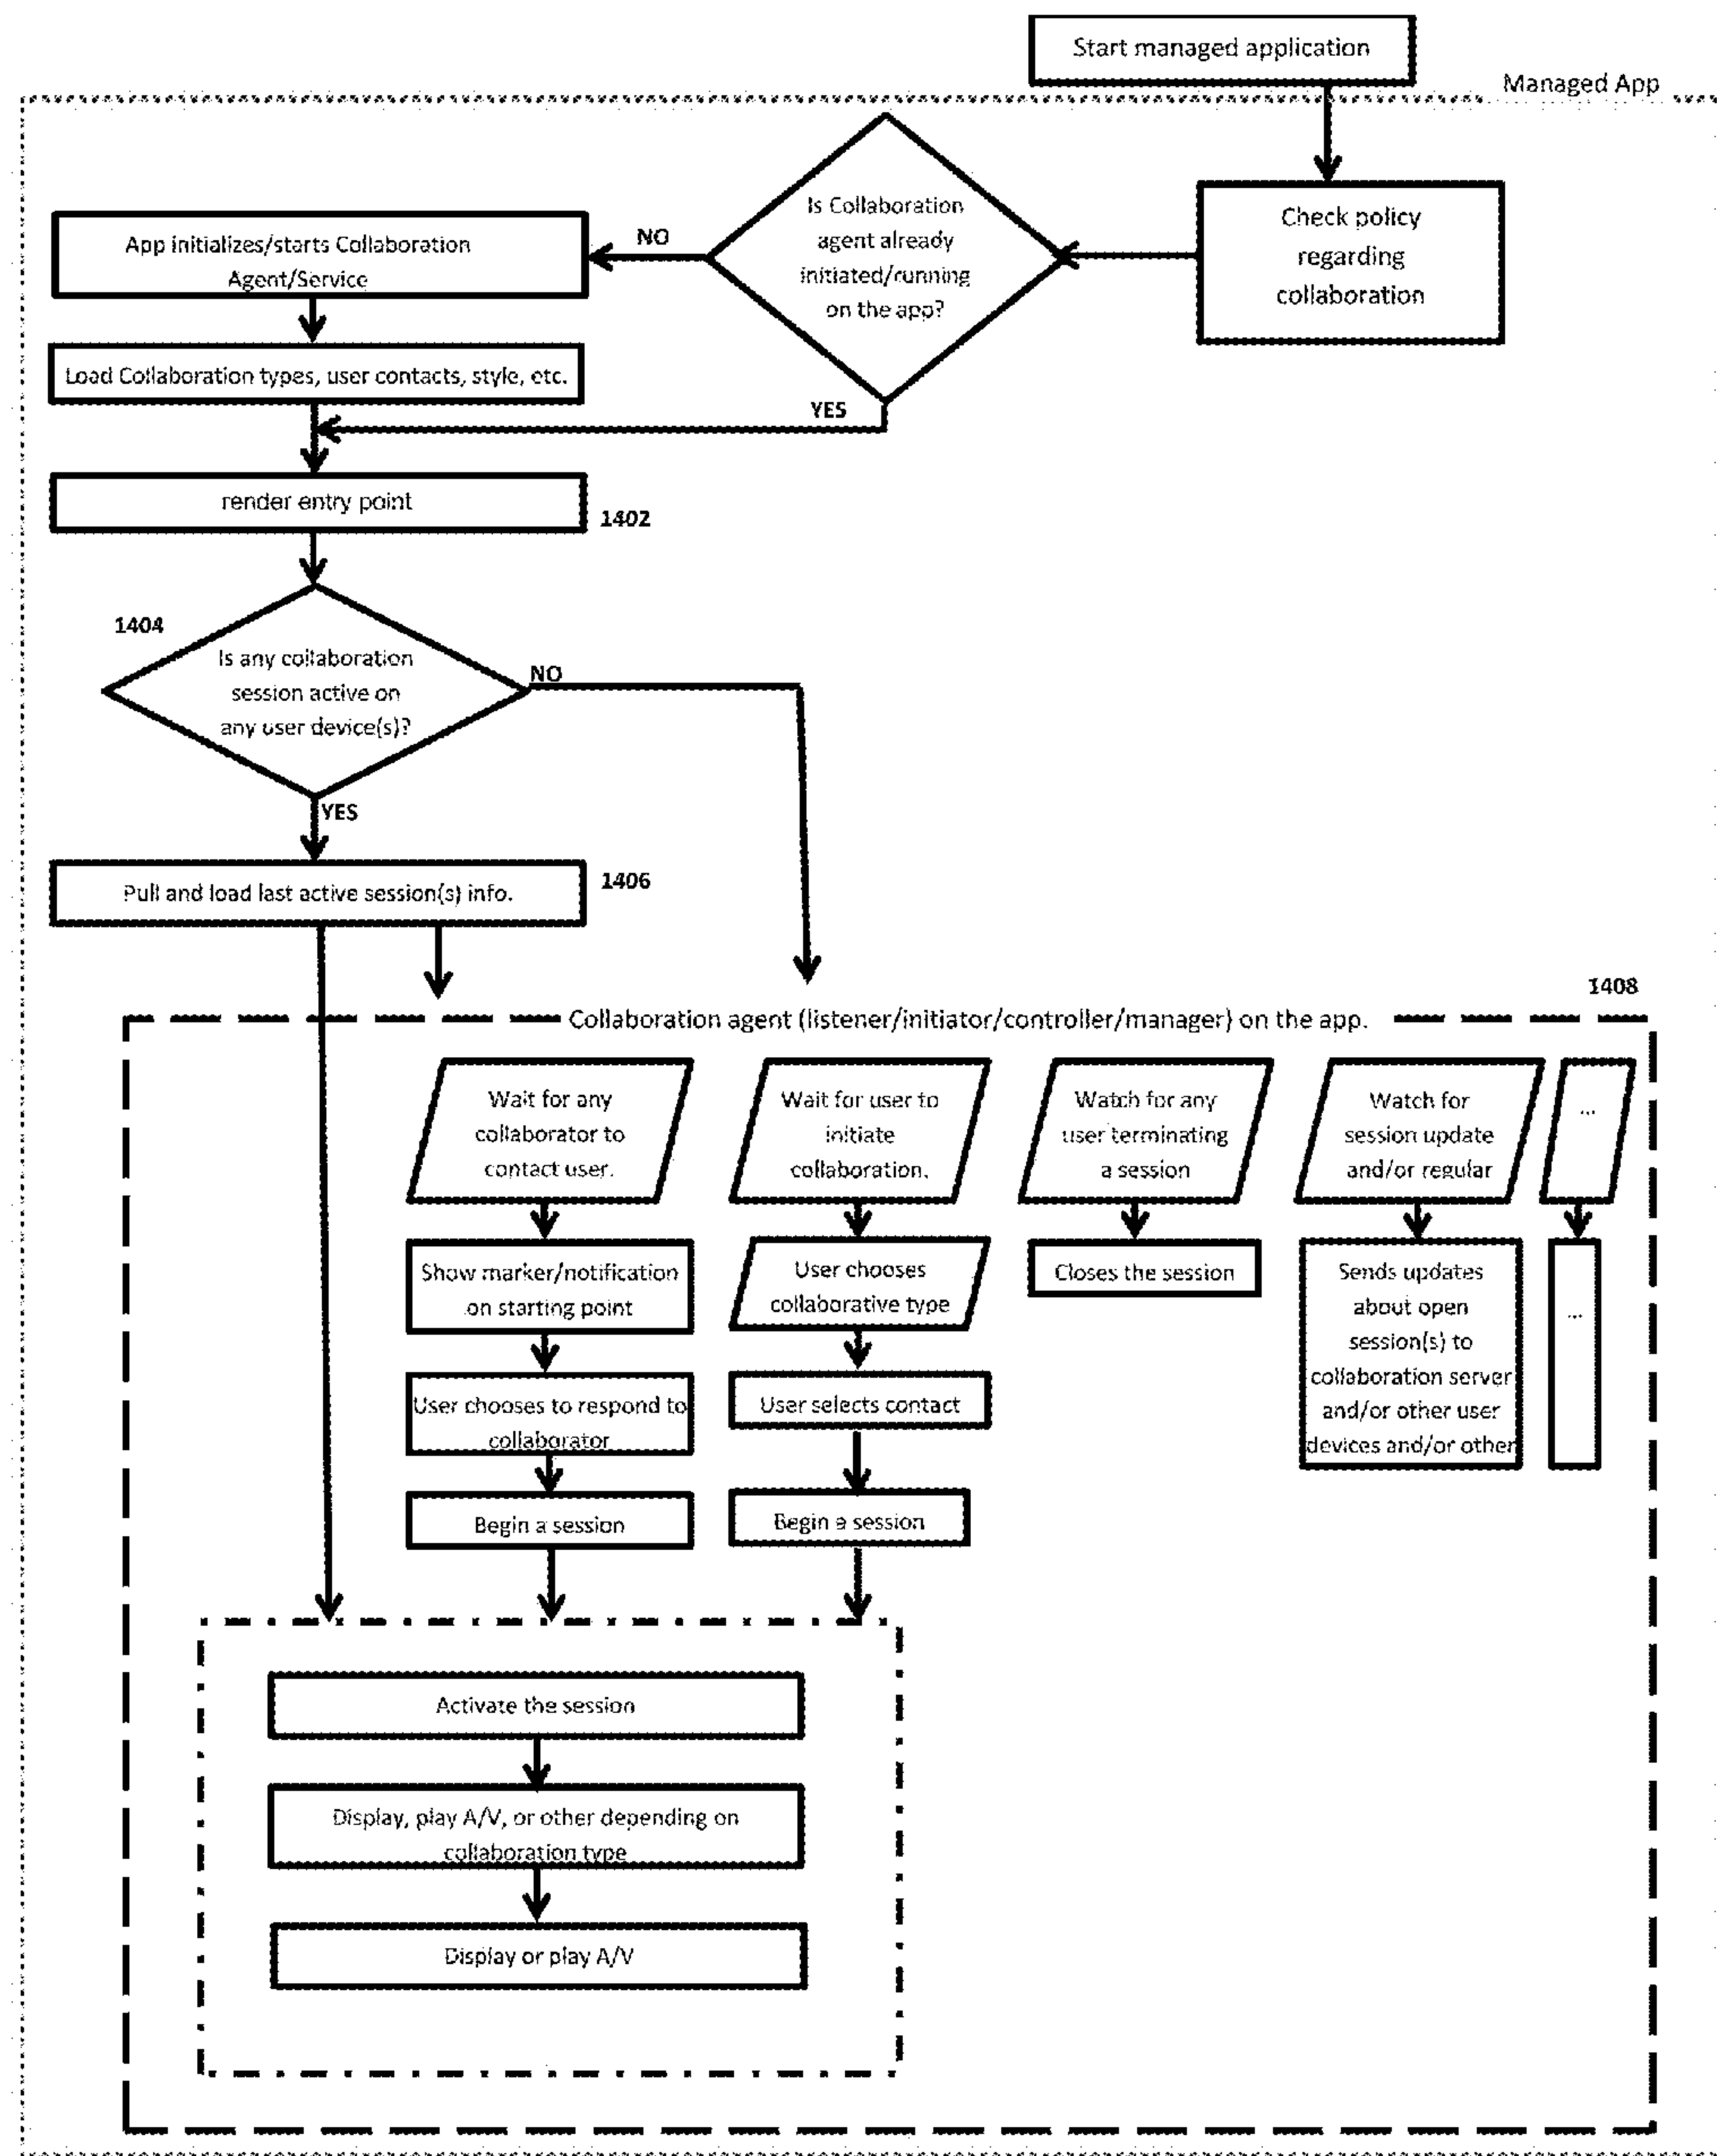 Start managed application
Managed App
Check policy
regarding
collaboration
Is Collaboration
agent already
initiated/running
on the app?
NO
YES
App initializes/starts Collaboration
Agent/Service
Load Collaboration types, user contacts, style, etc.
render entry point
1402
1404
Is any collaboration
session active on
any user device(s)?
NO
YES
Pull and load last active session(s) info.
1406
1408
Collaboration agent (listener/initiator/controller/manager) on the app.
Wait for any
collaborator to
contact user.
Show marker/notification
on starting point
User chooses to respond to
collaborator
Begin a session
Wait for user to
initiate
collaboration.
User chooses
collaborative type
User selects contact
Begin a session
Watch for any
user terminating
a session
Closes the session
Watch for
session update
and/or regular
Sends updates
about open
session(s) to
collaboration server
and/or other user
devices and/or other
...
...
Activate the session
Display, play A/V, or other depending on
collaboration type
Display or play A/V